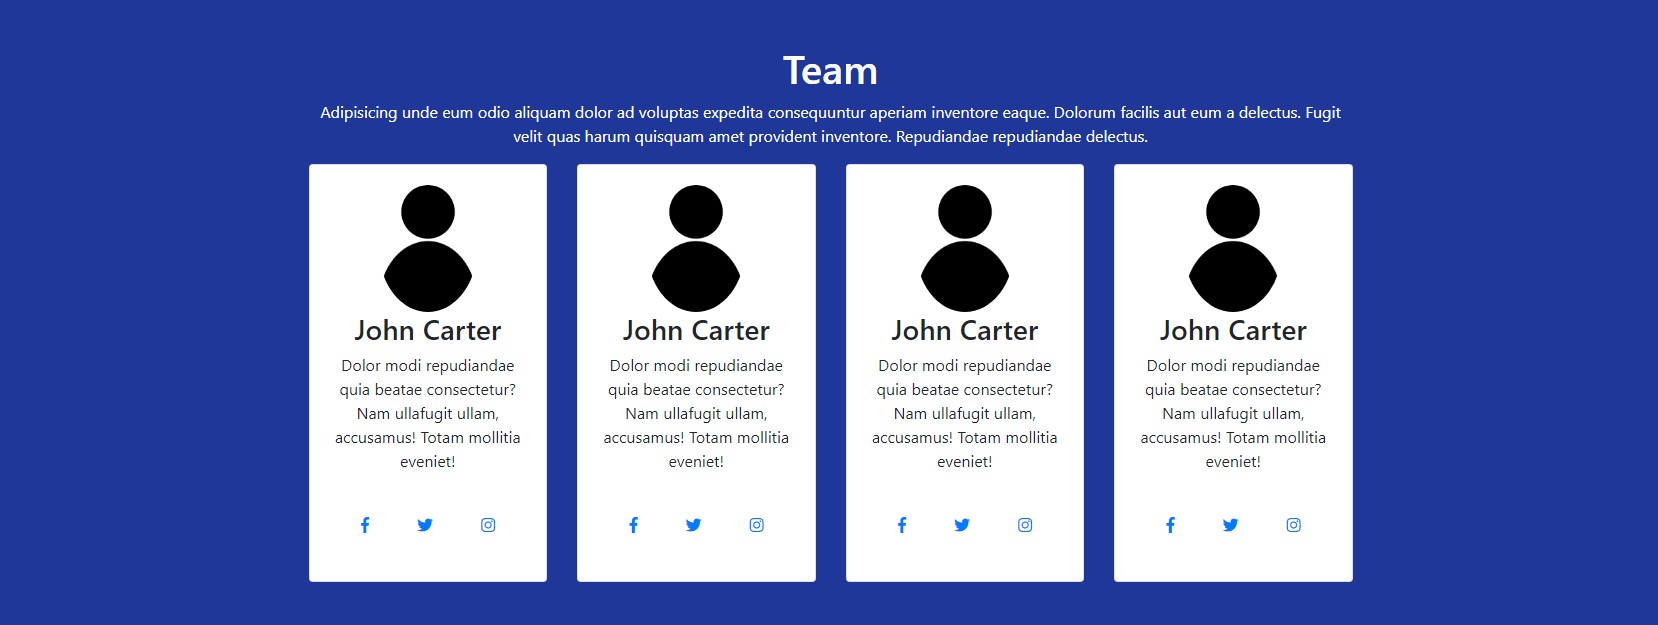 Team
Adipisicing unde eum odio aliquam dolor ad voluptas expedita consequuntur aperiam inventore eaque. Dolorum facilis aut eum a delectus. Fugit
velit quas harum quisquam amet provident inventore. Repudiandae repudiandae delectus.
John Carter
Dolor modi repudiandae
quia beatae consectetur?
Nam ullafugit ullam,
accusamus! Totam mollitia
eveniet!
John Carter
Dolor modi repudiandae
quia beatae consectetur?
Nam ullafugit ullam,
accusamus! Totam mollitia
eveniet!
John Carter
Dolor modi repudiandae
quia beatae consectetur?
Nam ullafugit ullam,
accusamus! Totam mollitia
eveniet!
John Carter
Dolor modi repudiandae
quia beatae consectetur?
Nam ullafugit ullam,
accusamus! Totam mollitia
eveniet!